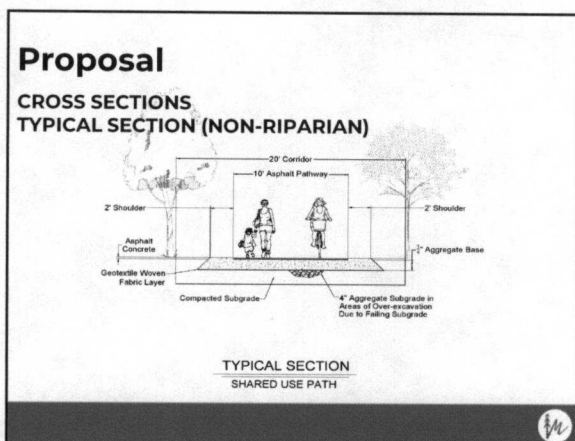 Proposal
CROSS SECTIONS
TYPICAL SECTION (NON-RIPARIAN)
20' Corridor
10' Asphalt Pathway
2' Shoulder
2' Shoulder
Asphalt
Concrete
Aggregate Base
Geotextile Woven
Fabric Layer
Compacted Subgrade
4" Aggregate Subgrade in
Areas of Over-excavation
Due to Failing Subgrade
TYPICAL SECTION
SHARED USE PATH